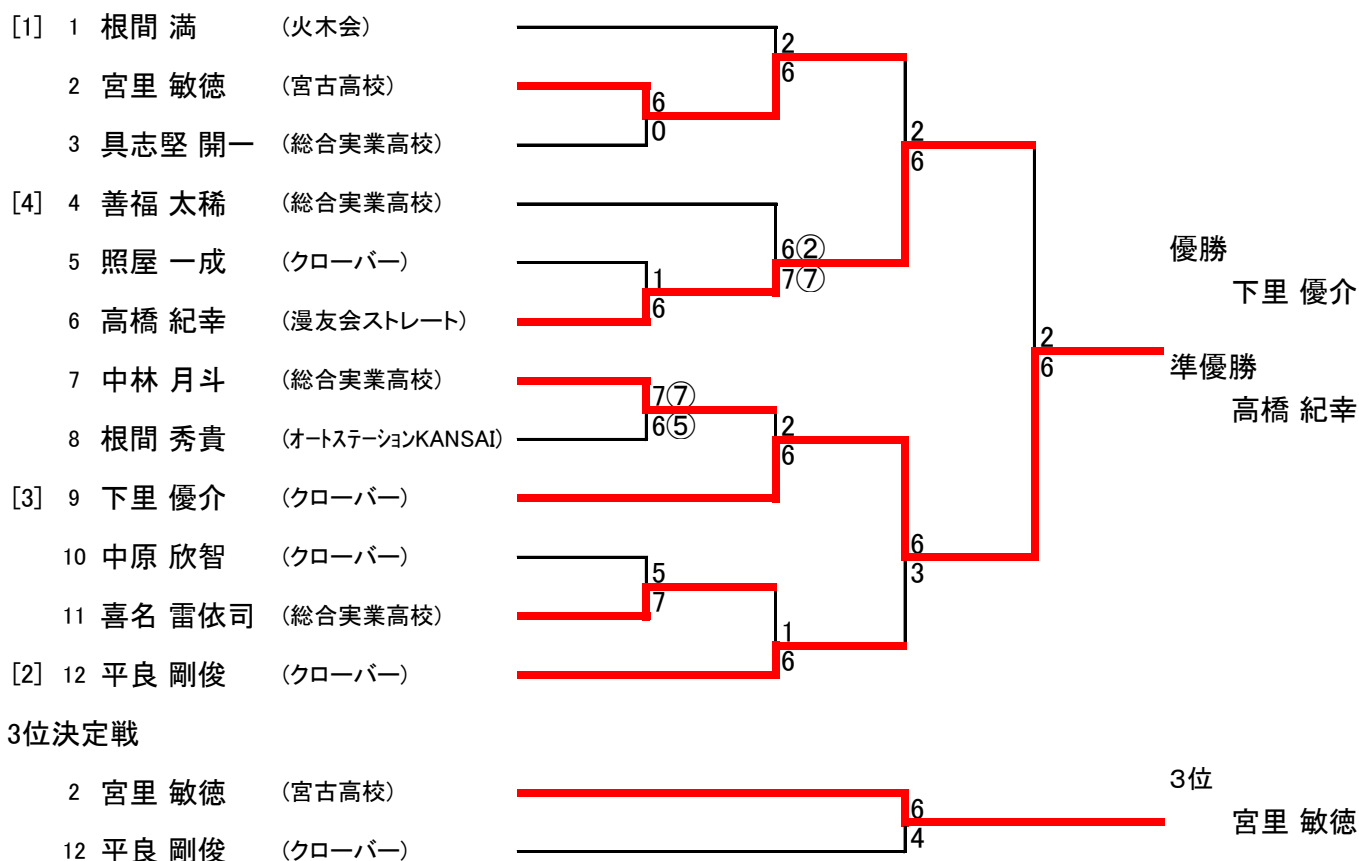 [1] 1 根間 満 (火木会)
2
6
2 宮里 敏徳 (宮古高校)
6
0
3 具志堅 開一 (総合実業高校)
2
6
[4] 4 善福 太稀 (総合実業高校)
6②
7⑦
5 照屋 一成 (クローバー)
1
6
6 高橋 紀幸 (漫友会ストレート)
優勝
下里 優介
2
6
準優勝
高橋 紀幸
7 中林 月斗 (総合実業高校)
7⑦
6⑤
8 根間 秀貴 (オートステーションKANSAI)
2
6
[3] 9 下里 優介 (クローバー)
6
3
10 中原 欣智 (クローバー)
5
7
11 喜名 雷依司 (総合実業高校)
1
6
[2] 12 平良 剛俊 (クローバー)
3位決定戦
2 宮里 敏徳 (宮古高校)
6
4
３位
宮里 敏徳
12 平良 剛俊 (クローバー)